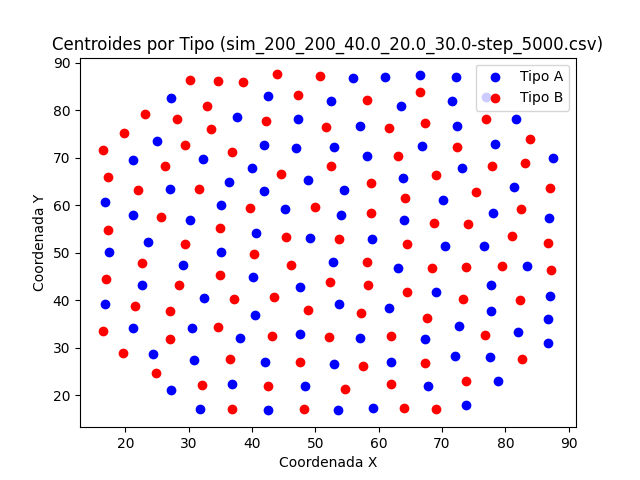 Centroides por Tipo (sim_200_200_40.0_20.0_30.0-step_5000.csv)
Tipo A
Tipo B
90
80
70
60
50
40
30
20
Coordenada Y
20 30 40 50 60 70 80 90
Coordenada X